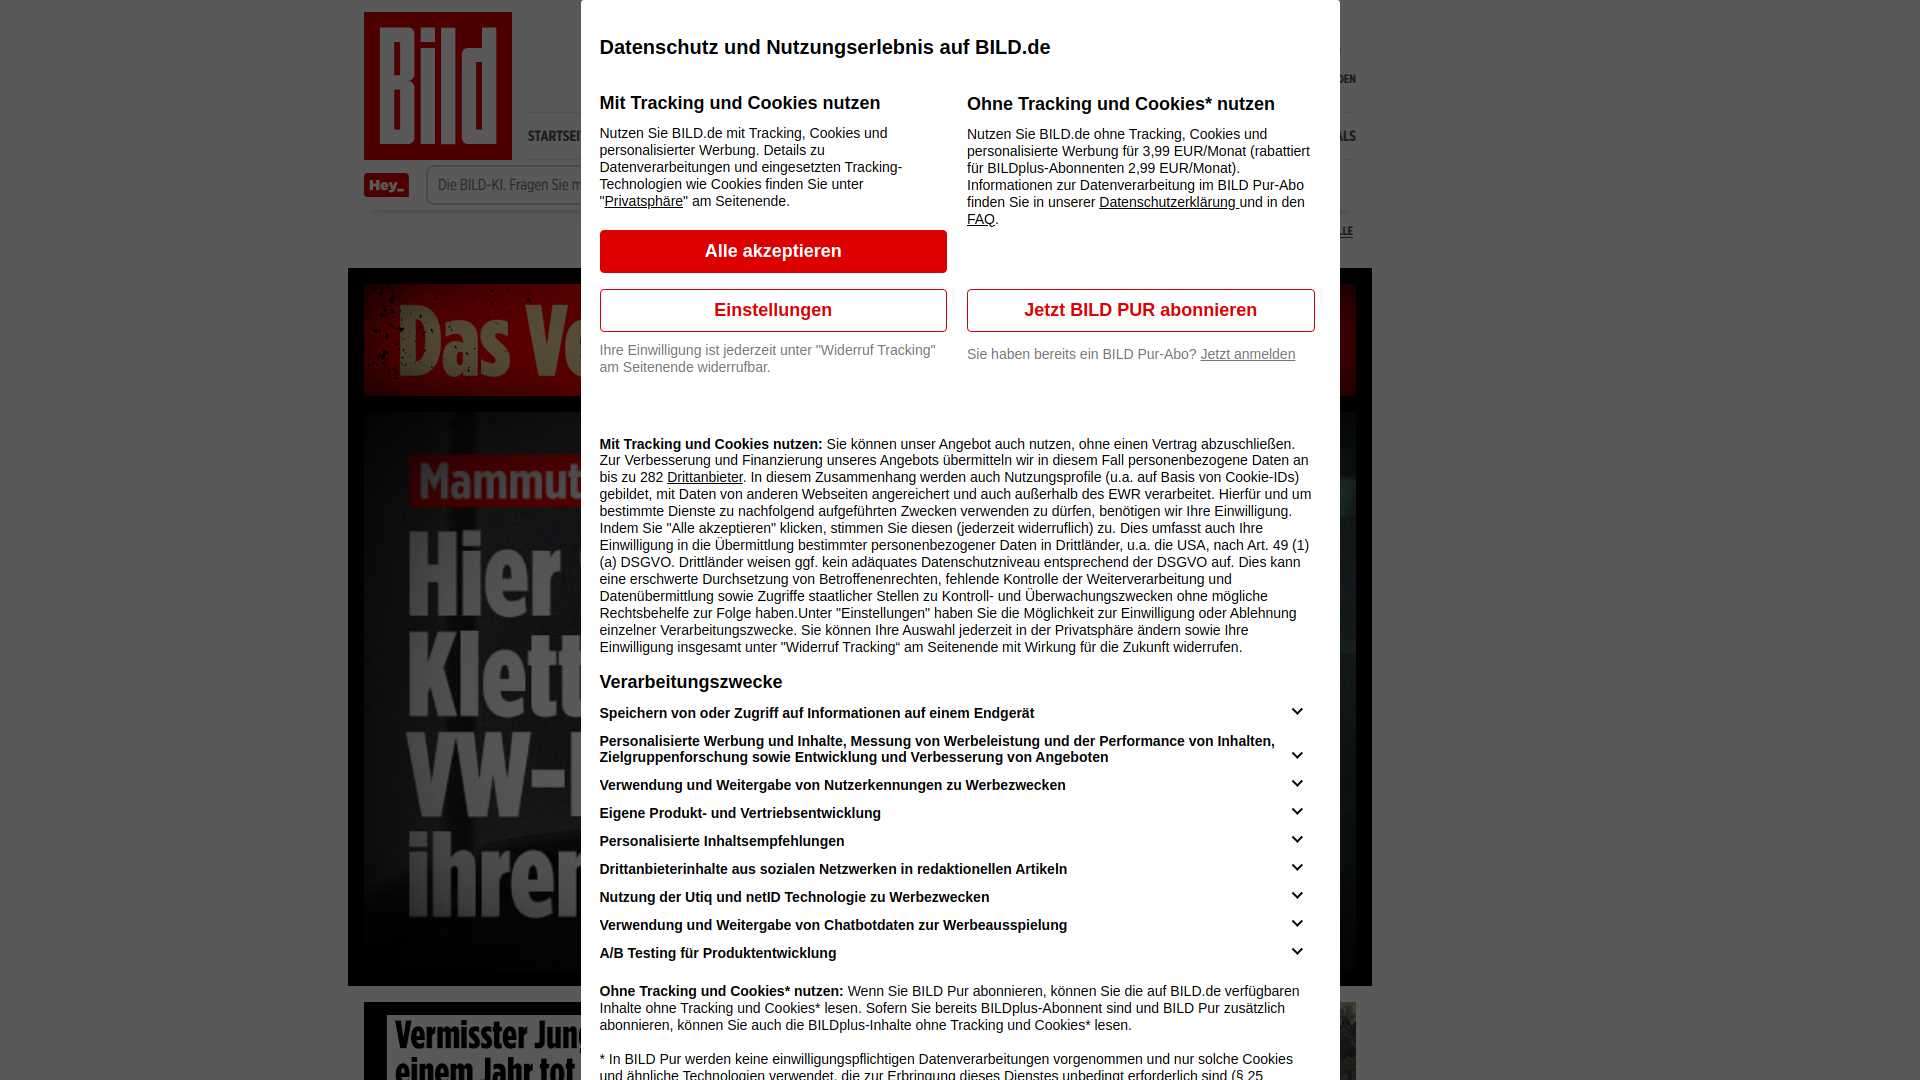 Bild
DEN
STARTSEI
ALS
Hey_
Die BILD-KI. Fragen Sie m
LLE
Das Ve
Mammut
Hier
Klett
VW-
ihrer
Vermisster Jung
einem Jahr tot
Datenschutz und Nutzungserlebnis auf BILD.de
Mit Tracking und Cookies nutzen
Nutzen Sie BILD.de mit Tracking, Cookies und
personalisierter Werbung. Details zu
Datenverarbeitungen und eingesetzten Tracking-
Technologien wie Cookies finden Sie unter
"Privatsphäre" am Seitenende.
Alle akzeptieren
Einstellungen
Ihre Einwilligung ist jederzeit unter "Widerruf Tracking"
am Seitenende widerrufbar.
Ohne Tracking und Cookies* nutzen
Nutzen Sie BILD.de ohne Tracking, Cookies und
personalisierte Werbung für 3,99 EUR/Monat (rabattiert
für BILDplus-Abonnenten 2,99 EUR/Monat).
Informationen zur Datenverarbeitung im BILD Pur-Abo
finden Sie in unserer Datenschutzerklärung und in den
FAQ.
Jetzt BILD PUR abonnieren
Sie haben bereits ein BILD Pur-Abo? Jetzt anmelden
Mit Tracking und Cookies nutzen: Sie können unser Angebot auch nutzen, ohne einen Vertrag abzuschließen.
Zur Verbesserung und Finanzierung unseres Angebots übermitteln wir in diesem Fall personenbezogene Daten an
bis zu 282 Drittanbieter. In diesem Zusammenhang werden auch Nutzungsprofile (u.a. auf Basis von Cookie-IDs)
gebildet, mit Daten von anderen Webseiten angereichert und auch außerhalb des EWR verarbeitet. Hierfür und um
bestimmte Dienste zu nachfolgend aufgeführten Zwecken verwenden zu dürfen, benötigen wir Ihre Einwilligung.
Indem Sie "Alle akzeptieren" klicken, stimmen Sie diesen (jederzeit widerruflich) zu. Dies umfasst auch Ihre
Einwilligung in die Übermittlung bestimmter personenbezogener Daten in Drittländer, u.a. die USA, nach Art. 49 (1)
(a) DSGVO. Drittländer weisen ggf. kein adäquates Datenschutzniveau entsprechend der DSGVO auf. Dies kann
eine erschwerte Durchsetzung von Betroffenenrechten, fehlende Kontrolle der Weiterverarbeitung und
Datenübermittlung sowie Zugriffe staatlicher Stellen zu Kontroll- und Überwachungszwecken ohne mögliche
Rechtsbehelfe zur Folge haben.Unter "Einstellungen" haben Sie die Möglichkeit zur Einwilligung oder Ablehnung
einzelner Verarbeitungszwecke. Sie können Ihre Auswahl jederzeit in der Privatsphäre ändern sowie Ihre
Einwilligung insgesamt unter "Widerruf Tracking“ am Seitenende mit Wirkung für die Zukunft widerrufen.
Verarbeitungszwecke
Speichern von oder Zugriff auf Informationen auf einem Endgerät
Personalisierte Werbung und Inhalte, Messung von Werbeleistung und der Performance von Inhalten,
Zielgruppenforschung sowie Entwicklung und Verbesserung von Angeboten
Verwendung und Weitergabe von Nutzerkennungen zu Werbezwecken
Eigene Produkt- und Vertriebsentwicklung
Personalisierte Inhaltsempfehlungen
Drittanbieterinhalte aus sozialen Netzwerken in redaktionellen Artikeln
Nutzung der Utiq und netID Technologie zu Werbezwecken
Verwendung und Weitergabe von Chatbotdaten zur Werbeausspielung
A/B Testing für Produktentwicklung
Ohne Tracking und Cookies* nutzen: Wenn Sie BILD Pur abonnieren, können Sie die auf BILD.de verfügbaren
Inhalte ohne Tracking und Cookies* lesen. Sofern Sie bereits BILDplus-Abonnent sind und BILD Pur zusätzlich
abonnieren, können Sie auch die BILDplus-Inhalte ohne Tracking und Cookies* lesen.
* In BILD Pur werden keine einwilligungspflichtigen Datenverarbeitungen vorgenommen und nur solche Cookies
und ähnliche Technologien verwendet, die zur Erbringung dieses Dienstes unbedingt erforderlich sind (§ 25